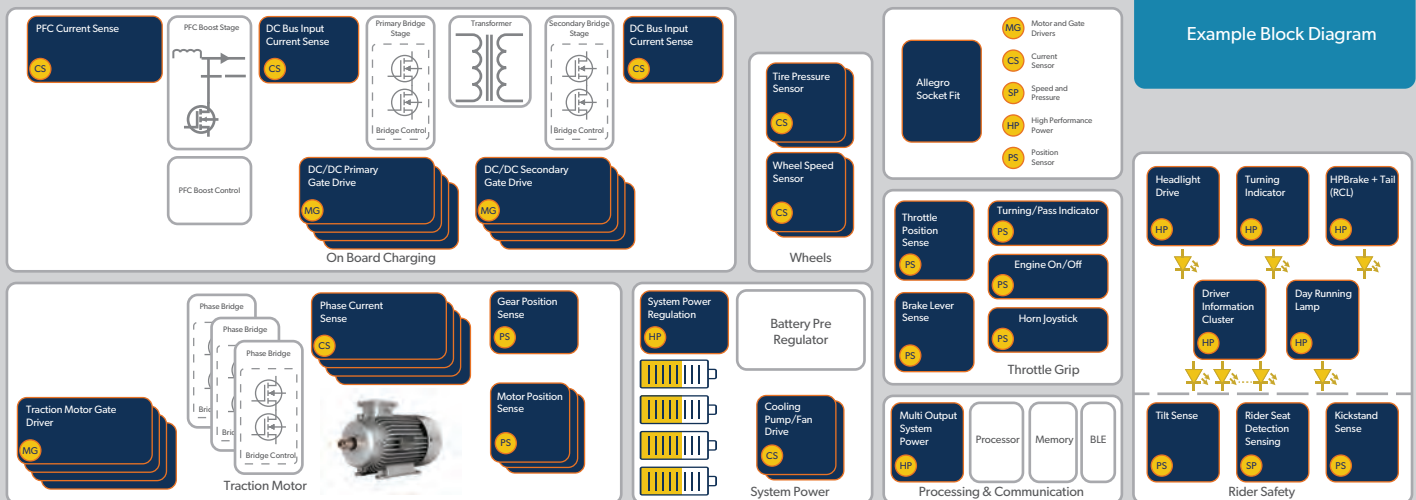 PFC Current Sense
CS
PFC Boost Stage
DC Bus Input
Current Sense
CS
Primary Bridge
Stage
Bridge Control
Transformer
Secondary Bridge
Stage
Bridge Control
DC Bus Input
Current Sense
CS
PFC Boost Control
DC/DC Primary
Gate Drive
MG
DC/DC Secondary
Gate Drive
MG
On Board Charging
Tire Pressure
Sensor
CS
Wheel Speed
Sensor
CS
Wheels
Allegro
Socket Fit
MG
Motor and Gate
Drivers
CS
Current
Sensor
SP
Speed and
Pressure
HP
High Performance
Power
PS
Position
Sensor
Example Block Diagram
Throttle
Position
Sense
PS
Brake Lever
Sense
PS
Turning/Pass Indicator
PS
Engine On/Off
PS
Horn Joystick
PS
Throttle Grip
Headlight
Drive
HP
Turning
Indicator
HP
HPBrake + Tail
(RCL)
HP
Driver
Information
Cluster
HP
Day Running
Lamp
HP
Tilt Sense
PS
Rider Seat
Detection
Sensing
SP
Kickstand
Sense
PS
Rider Safety
Traction Motor Gate
Driver
MG
Phase Bridge
Bric
Phase Bridge
Bric
Phase Bridge
Bridge Control
Phase Current
Sense
CS
Gear Position
Sense
PS
Motor Position
Sense
PS
Traction Motor
System Power
Regulation
HP
Battery Pre
Regulator
Cooling
Pump/Fan
Drive
CS
System Power
Multi Output
System
Power
HP
Processor
Memory
BLE
Processing & Communication